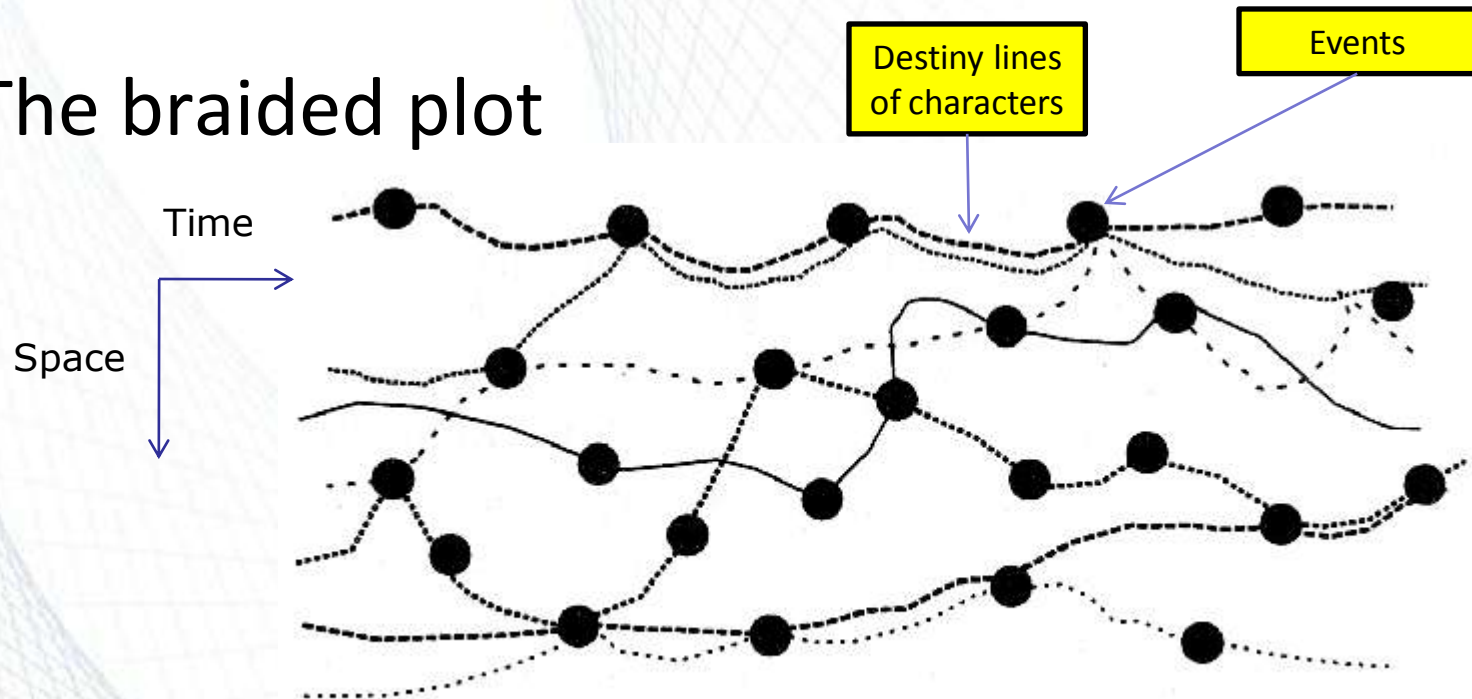 The braided plot
Destiny lines
of characters
Events
Time
Space